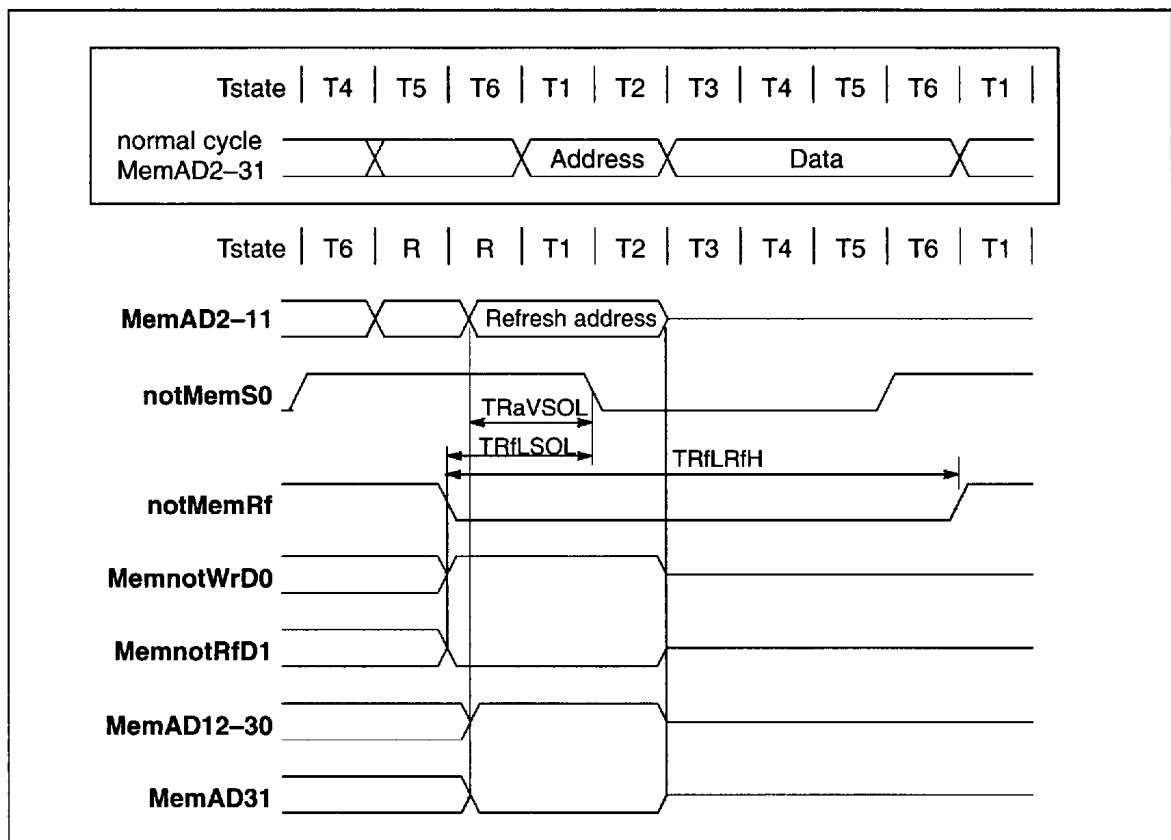 Tstate | T4 | T5 | T6 | T1 | T2 | T3 | T4 | T5 | T6 | T1 |
normal cycle
MemAD2–31
Address
Data
Tstate | T6 | R | R | T1 | T2 | T3 | T4 | T5 | T6 | T1 |
MemAD2–11
Refresh address
notMemS0
TRaVSOL
TRfLSOL
TRfLRfH
notMemRf
MemnotWrD0
MemnotRfD1
MemAD12–30
MemAD31